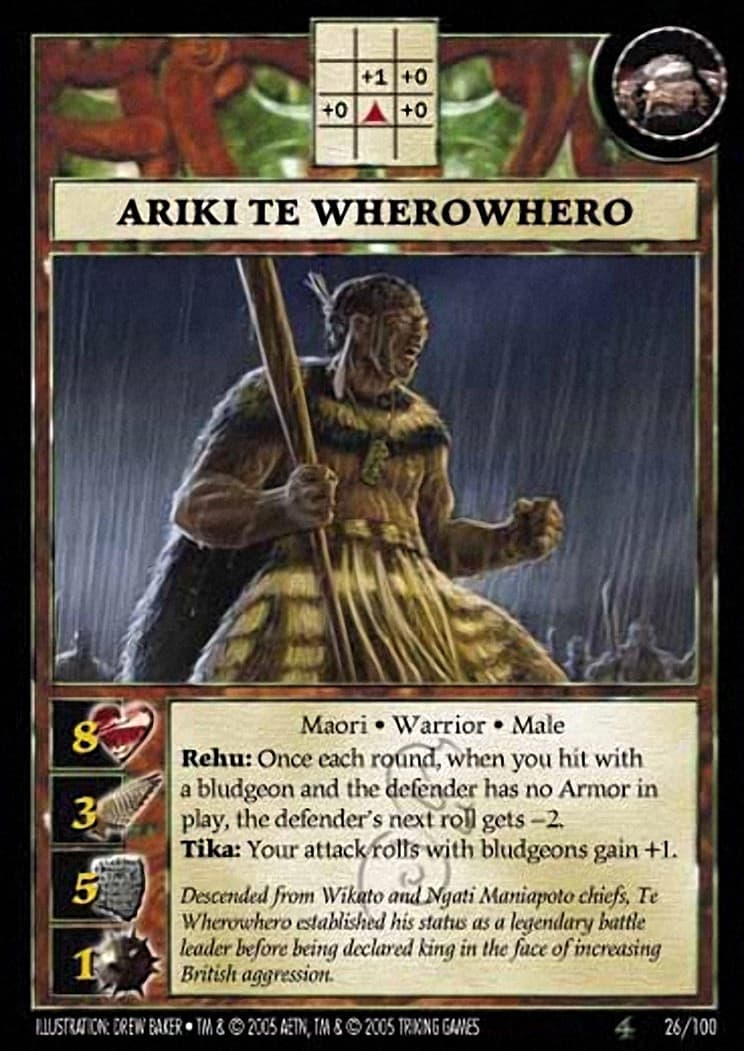 +1 +0
+0 +0
ARIKI TE WHEROWHERO
8
3
5
1
Maori • Warrior • Male
Rehu: Once each round, when you hit with
a bludgeon and the defender has no Armor in
play, the defender's next roll gets –2.
Tika: Your attack rolls with bludgeons gain +1.
Descended from Wikato and Ngati Maniapoto chiefs, Te
Wherowhero established his status as a legendary battle
leader before being declared king in the face of increasing
British aggression.
ILLUSTRATION: DREW BAKER • TM & © 2005 AETN, TM & © 2005 TRIKING GAMES 4 26/100